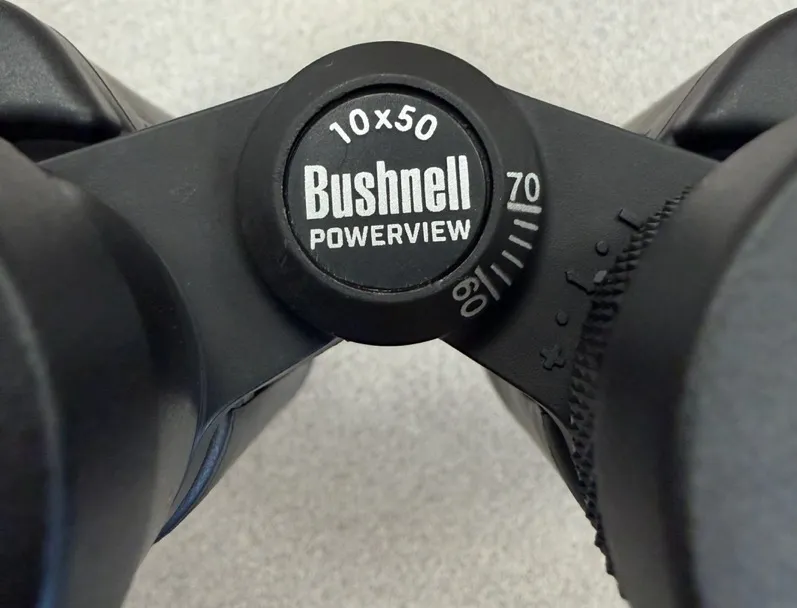 10x50
Bushnell
POWERVIEW
70
60
+